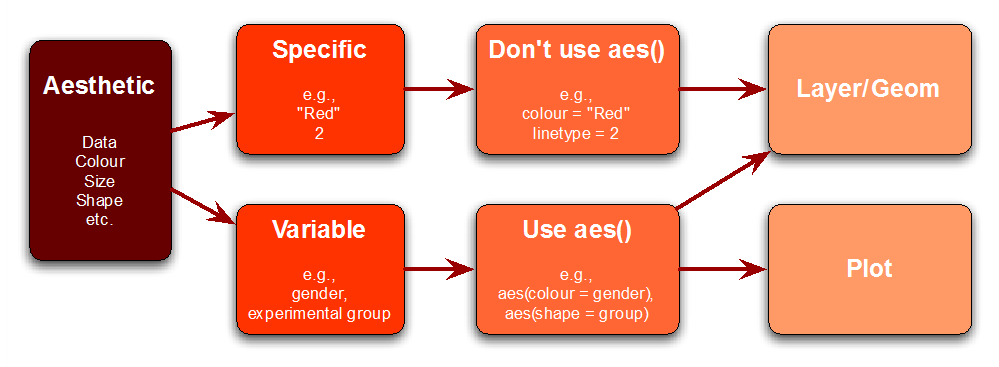 Aesthetic
Data
Colour
Size
Shape
etc.
Specific
e.g.,
"Red"
2
Don't use aes()
e.g.,
colour = "Red"
linetype = 2
Layer/Geom
Variable
e.g.,
gender,
experimental group
Use aes()
e.g.,
aes(colour = gender),
aes(shape = group)
Plot